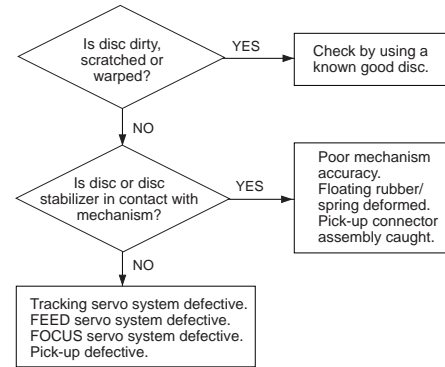 Is disc dirty,
scratched or
warped?
YES
Check by using a
known good disc.
NO
Is disc or disc
stabilizer in contact with
mechanism?
YES
Poor mechanism
accuracy.
Floating rubber/
spring deformed.
Pick-up connector
assembly caught.
NO
Tracking servo system defective.
FEED servo system defective.
FOCUS servo system defective.
Pick-up defective.